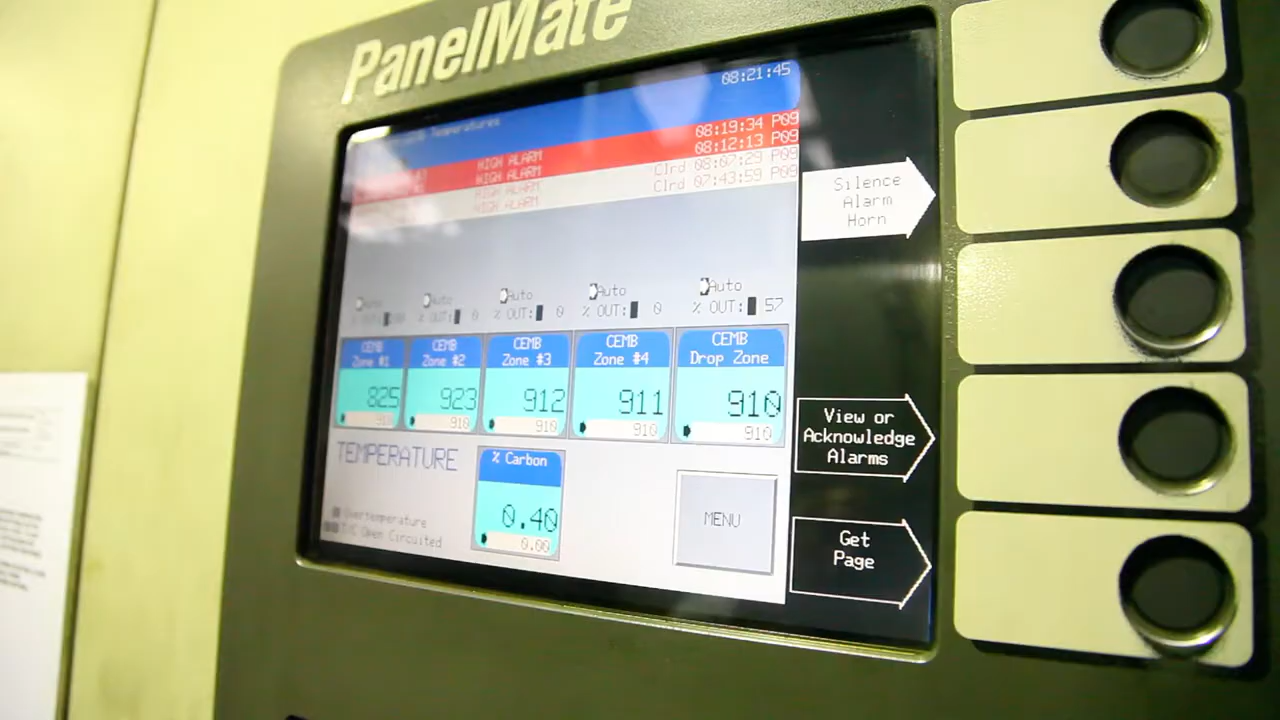 PanelMate
08:21:45
Temperatures
HIGH ALARM 08:19:34 P09
HIGH ALARM 08:12:13 P09
HIGH ALARM Clrd 08:07:29 P09
HIGH ALARM Clrd 07:43:59 P09
Silence
Alarm
Horn
Auto Auto Auto Auto Auto
% OUT: 0 % OUT: 0 % OUT: 0 % OUT: 57
CEMB CEMB CEMB CEMB CEMB
Zone #1 Zone #2 Zone #3 Zone #4 Drop Zone
825 923 912 911 910
910 910 910 910 910
View or
Acknowledge
Alarms
TEMPERATURE
% Carbon
0.40
0.00
MENU
Overtemperature
T/C Open Circuited
Get
Page